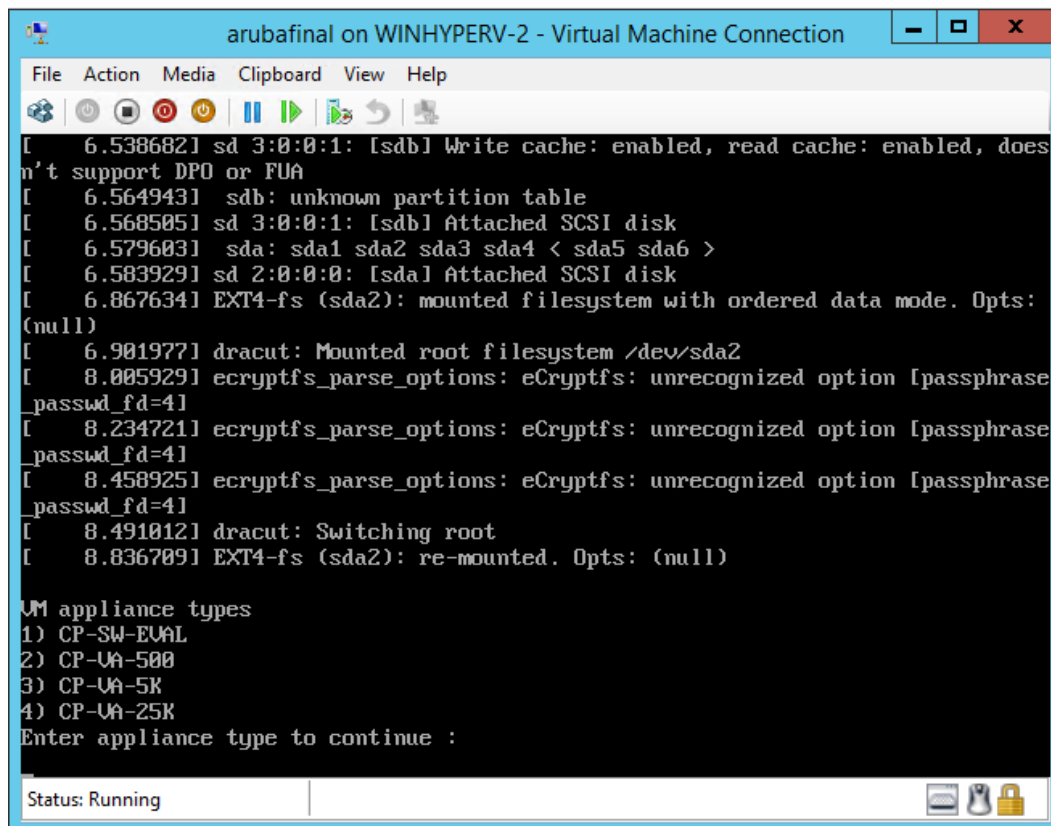 arubafinal on WINHYPERV-2 - Virtual Machine Connection
File Action Media Clipboard View Help
[    6.538682] sd 3:0:0:1: [sdb] Write cache: enabled, read cache: enabled, does
n't support DPO or FUA
[    6.564943]  sdb: unknown partition table
[    6.568505] sd 3:0:0:1: [sdb] Attached SCSI disk
[    6.579603]  sda: sda1 sda2 sda3 sda4 < sda5 sda6 >
[    6.583929] sd 2:0:0:0: [sda] Attached SCSI disk
[    6.867634] EXT4-fs (sda2): mounted filesystem with ordered data mode. Opts:
(null)
[    6.901977] dracut: Mounted root filesystem /dev/sda2
[    8.005929] ecryptfs_parse_options: eCryptfs: unrecognized option [passphrase
_passwd_fd=4]
[    8.234721] ecryptfs_parse_options: eCryptfs: unrecognized option [passphrase
_passwd_fd=4]
[    8.458925] ecryptfs_parse_options: eCryptfs: unrecognized option [passphrase
_passwd_fd=4]
[    8.491012] dracut: Switching root
[    8.836709] EXT4-fs (sda2): re-mounted. Opts: (null)
VM appliance types
1) CP-SW-EVAL
2) CP-VA-500
3) CP-VA-5K
4) CP-VA-25K
Enter appliance type to continue :
Status: Running